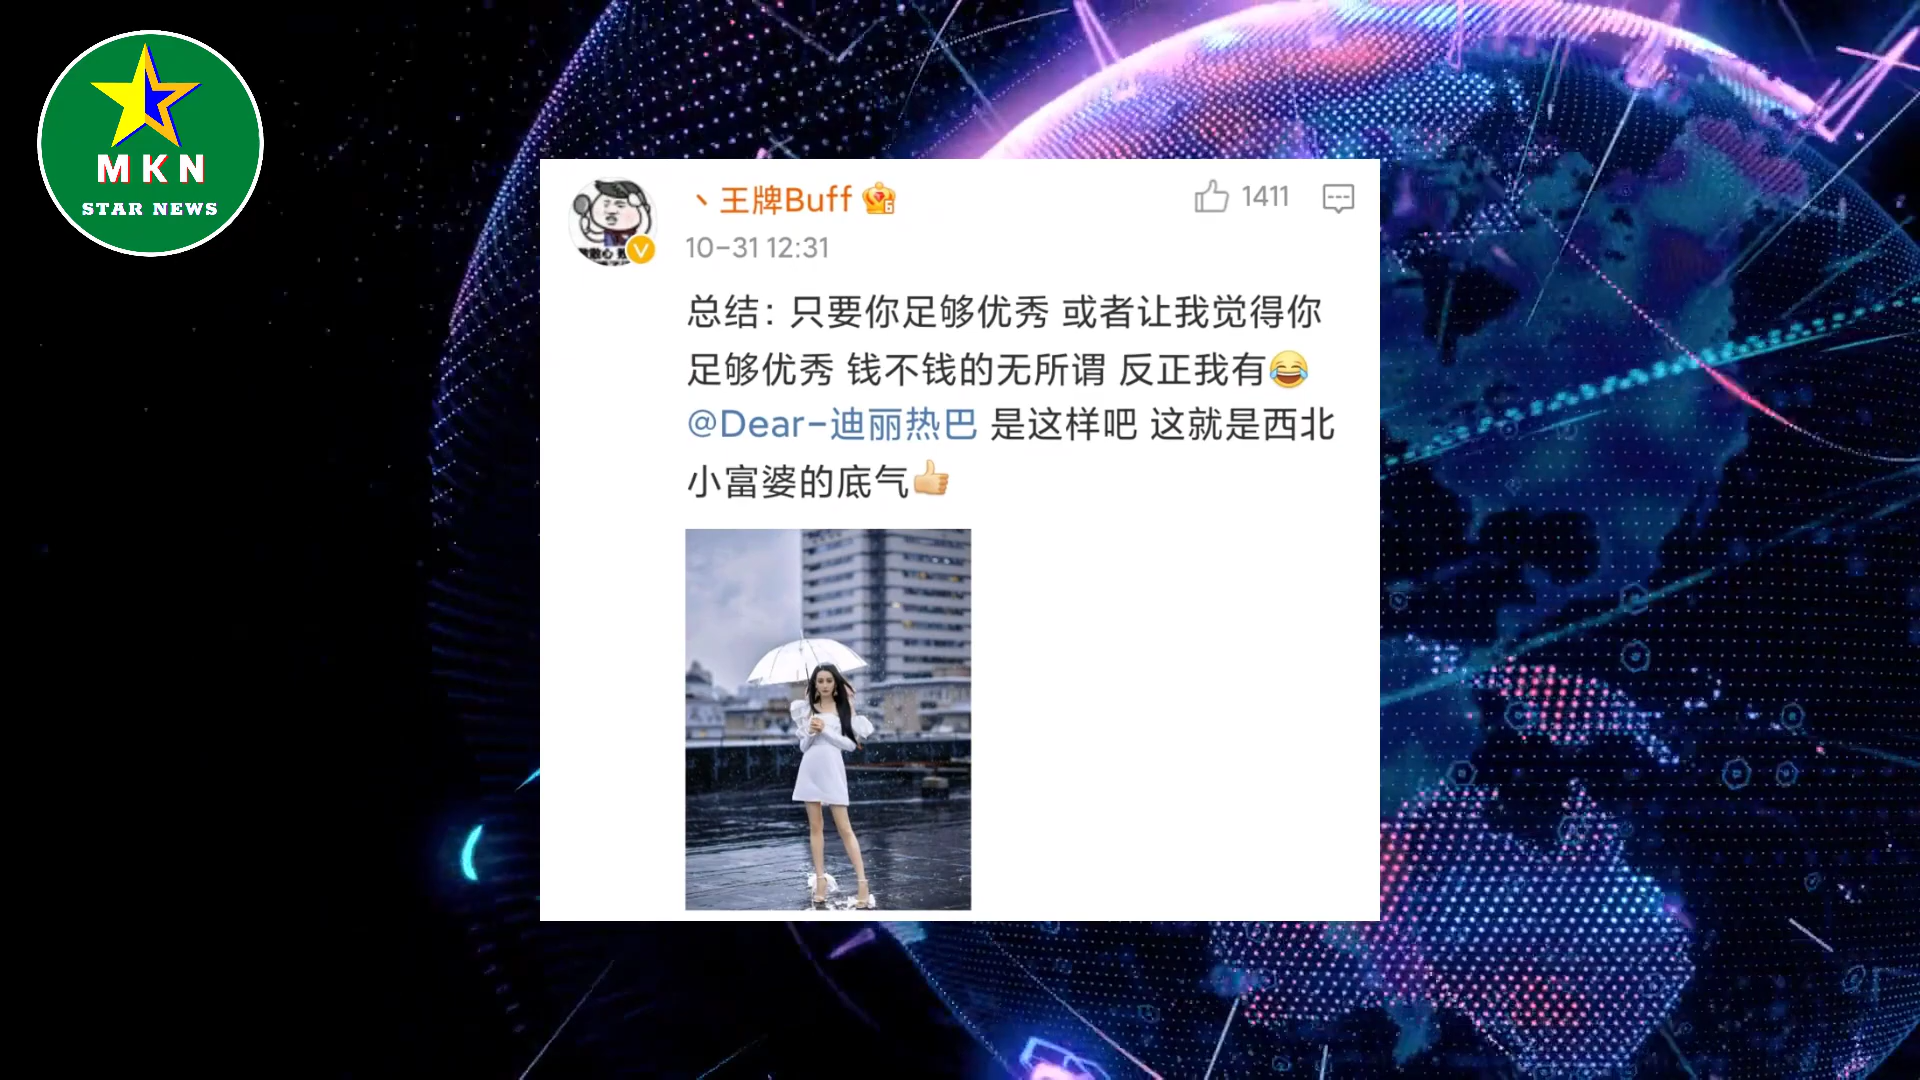 MKN
STAR NEWS
丶王牌Buff
1411
10-31 12:31
总结：只要你足够优秀 或者让我觉得你
足够优秀 钱不钱的无所谓 反正我有😂
@Dear-迪丽热巴 是这样吧 这就是西北
小富婆的底气👍